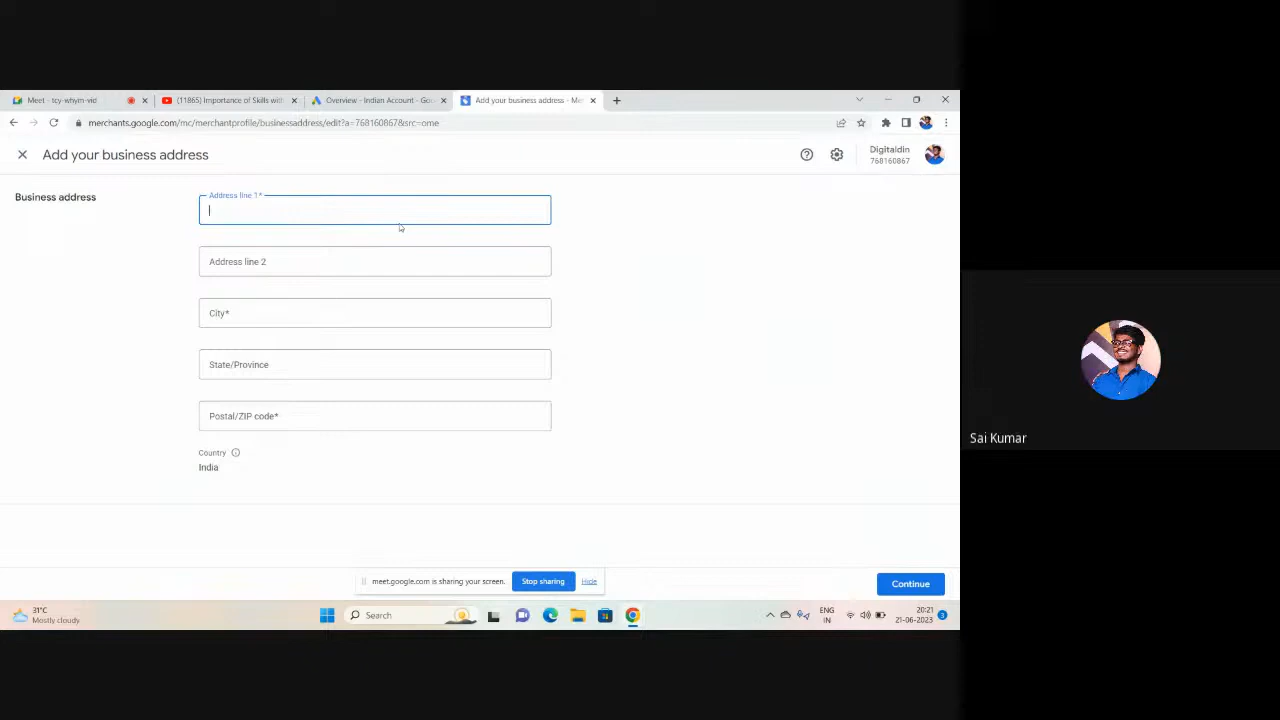 Meet - tcy-whym-vid
(11865) Importance of Skills with
Overview - Indian Account - Goo
Add your business address - Mer
merchants.google.com/mc/merchantprofile/businessaddress/edit?a=768160867&src=ome
Add your business address
Digitaldin
768160867
Business address
Address line 1*
Address line 2
City*
State/Province
Postal/ZIP code*
Country
India
Sai Kumar
meet.google.com is sharing your screen.
Stop sharing
Hide
Continue
31°C
Mostly cloudy
Search
ENG
IN
20:21
21-06-2023
3